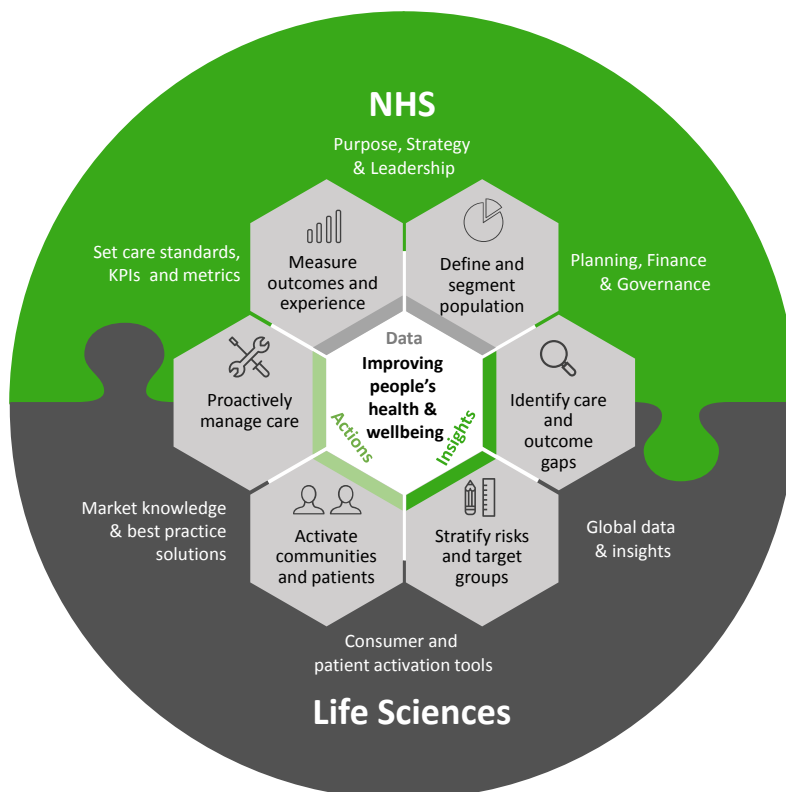 NHS
Purpose, Strategy
& Leadership
Set care standards,
KPIs and metrics
Measure
outcomes and
experience
Define and
segment
population
Planning, Finance
& Governance
Data
Improving
people's
health &
wellbeing
Actions
Insights
Proactively
manage care
Identify care
and
outcome
gaps
Market knowledge
& best practice
solutions
Activate
communities
and patients
Stratify risks
and target
groups
Global data
& insights
Consumer and
patient activation tools
Life Sciences